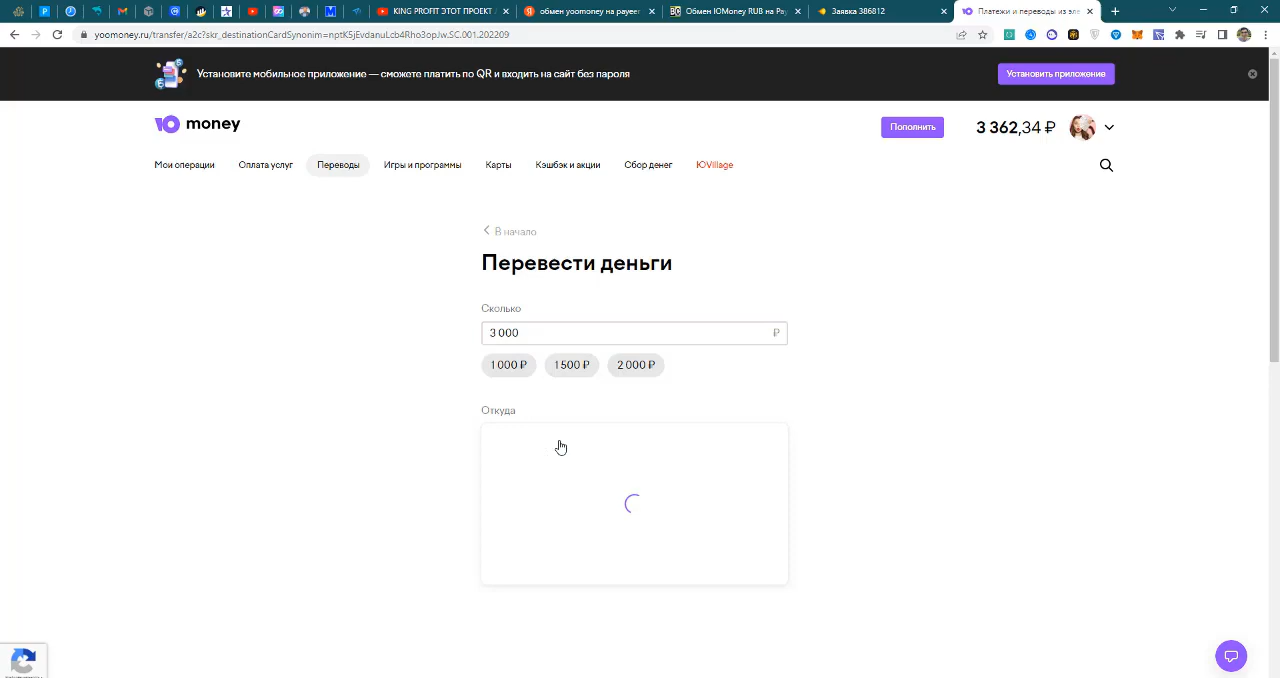 KING PROFIT ЭТОТ ПРОЕКТ
обмен yoomoney на payeer
Обмен ЮMoney RUB на Pay
Заявка 386812
Платежи и переводы из эле
yoomoney.ru/transfer/a2c?skr_destinationCardSynonim=nptK5jEvdanuLcb4Rho3opJw.SC.001.202209
Установите мобильное приложение — сможете платить по QR и входить на сайт без пароля
Установить приложение
Ю money
Пополнить
3 362,34 ₽
Мои операции
Оплата услуг
Переводы
Игры и программы
Карты
Кэшбэк и акции
Сбор денег
ЮVillage
В начало
Перевести деньги
Сколько
3 000 ₽
1 000 ₽
1 500 ₽
2 000 ₽
Откуда